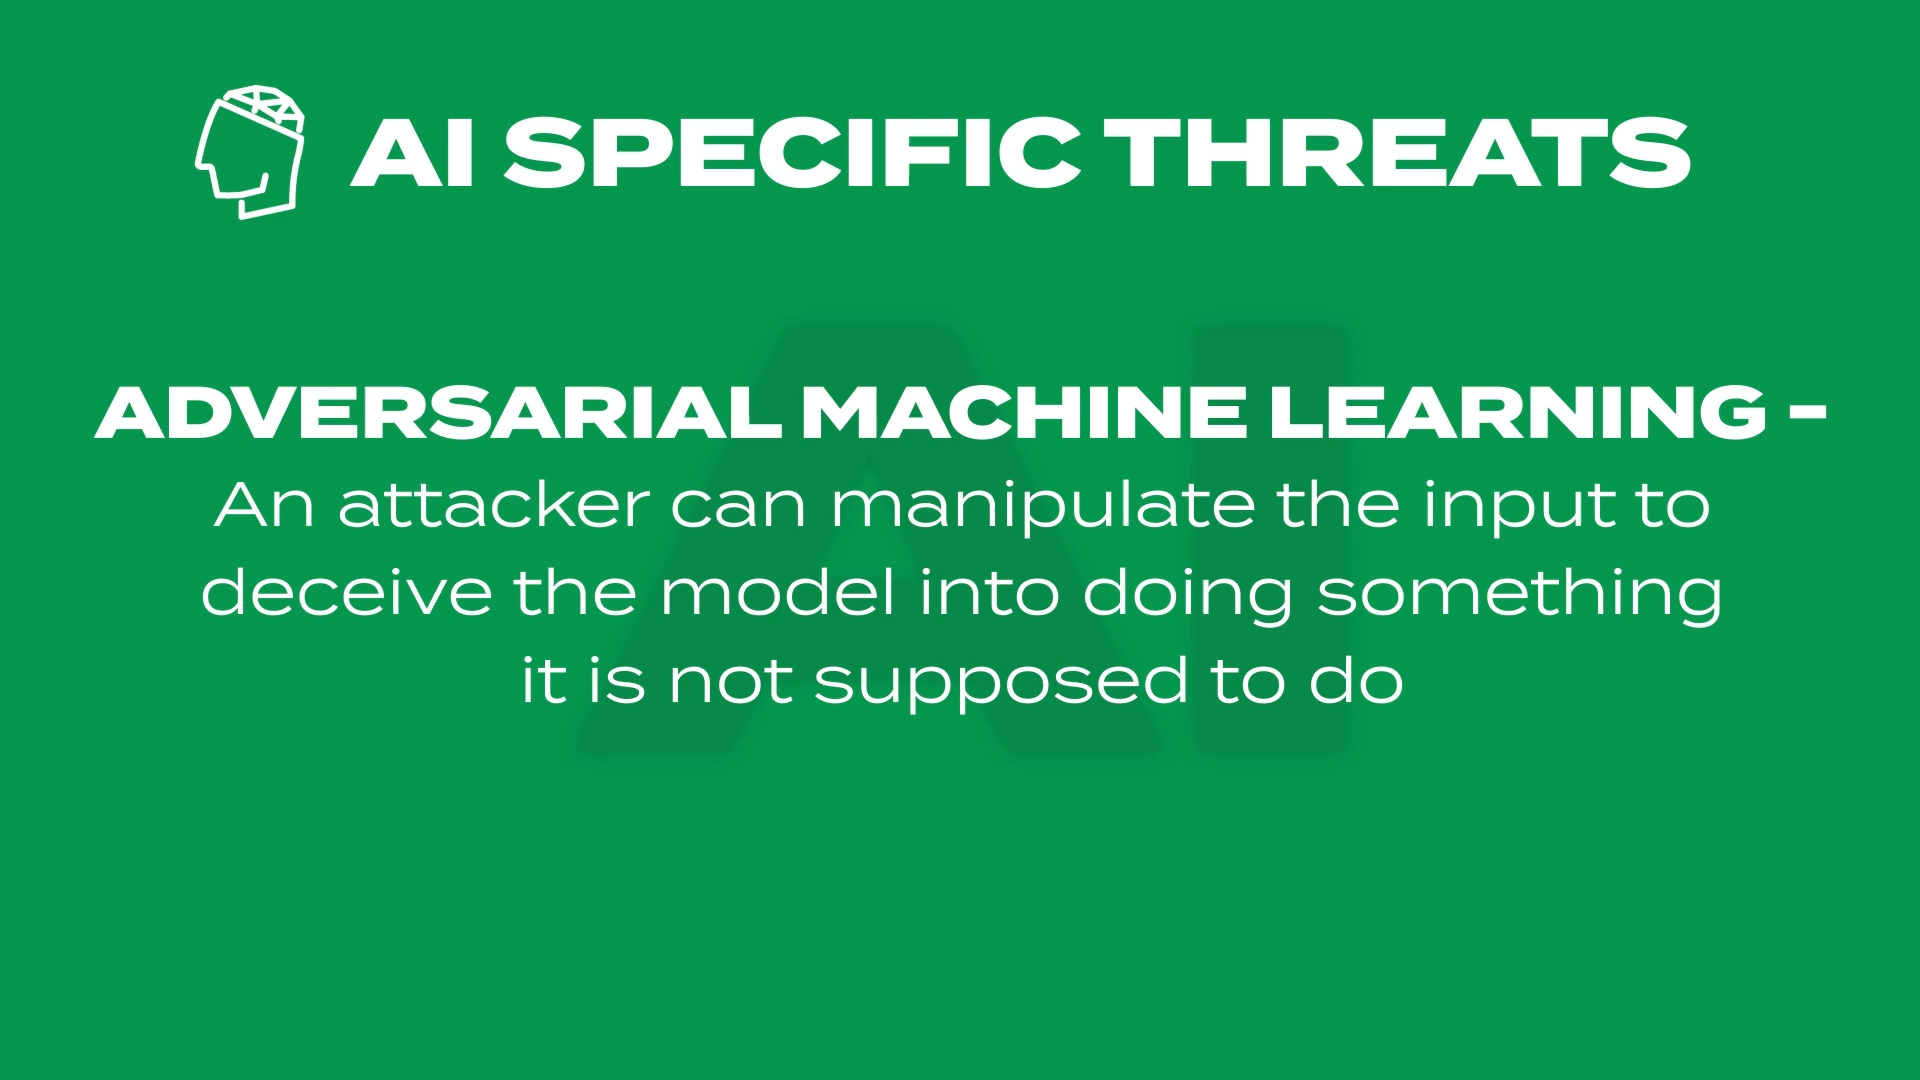 AI SPECIFIC THREATS
AI
ADVERSARIAL MACHINE LEARNING -
An attacker can manipulate the input to
deceive the model into doing something
it is not supposed to do